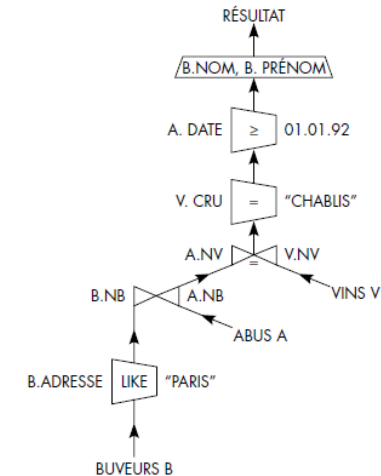 RÉSULTAT
B.NOM, B. PRÉNOM
A. DATE ≥ 01.01.92
V. CRU = “CHABLIS”
A.NV = V.NV
B.NB A.NB
VINS V
ABUS A
B.ADRESSE LIKE “PARIS”
BUVEURS B